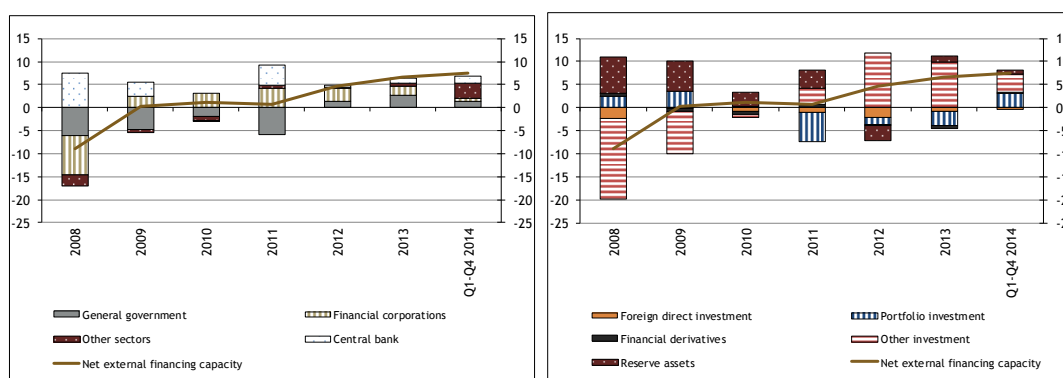 15 15
10 10
5 5
0 0
-5 -5
-10 -10
-15 -15
-20 -20
-25 -25
2008 2009 2010 2011 2012 2013 Q1-Q4 2014
General government Financial corporations
Other sectors Central bank
Net external financing capacity
15
10
5 5
0 0
-5
-10
-15
-20
-25
2008 2009 2010 2011 2012 2013 Q1-Q4 2014
Foreign direct investment Portfolio investment
Financial derivatives Other investment
Reserve assets Net external financing capacity